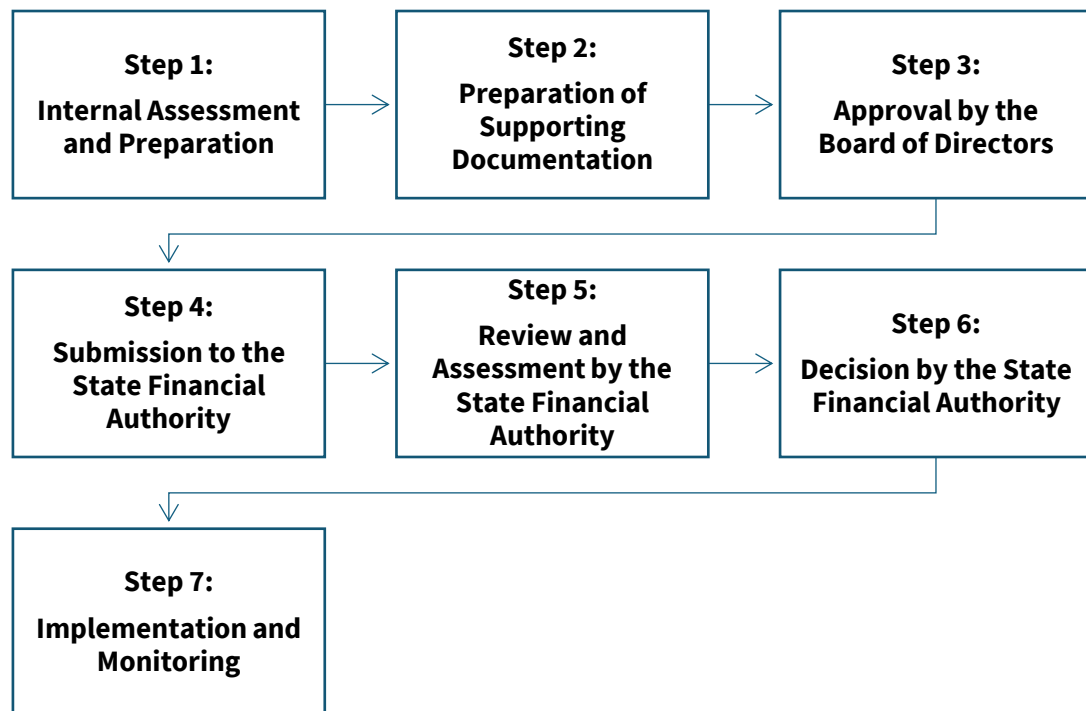 Step 1:
Internal Assessment
and Preparation
Step 2:
Preparation of
Supporting
Documentation
Step 3:
Approval by the
Board of Directors
Step 4:
Submission to the
State Financial
Authority
Step 5:
Review and
Assessment by the
State Financial
Authority
Step 6:
Decision by the State
Financial Authority
Step 7:
Implementation and
Monitoring